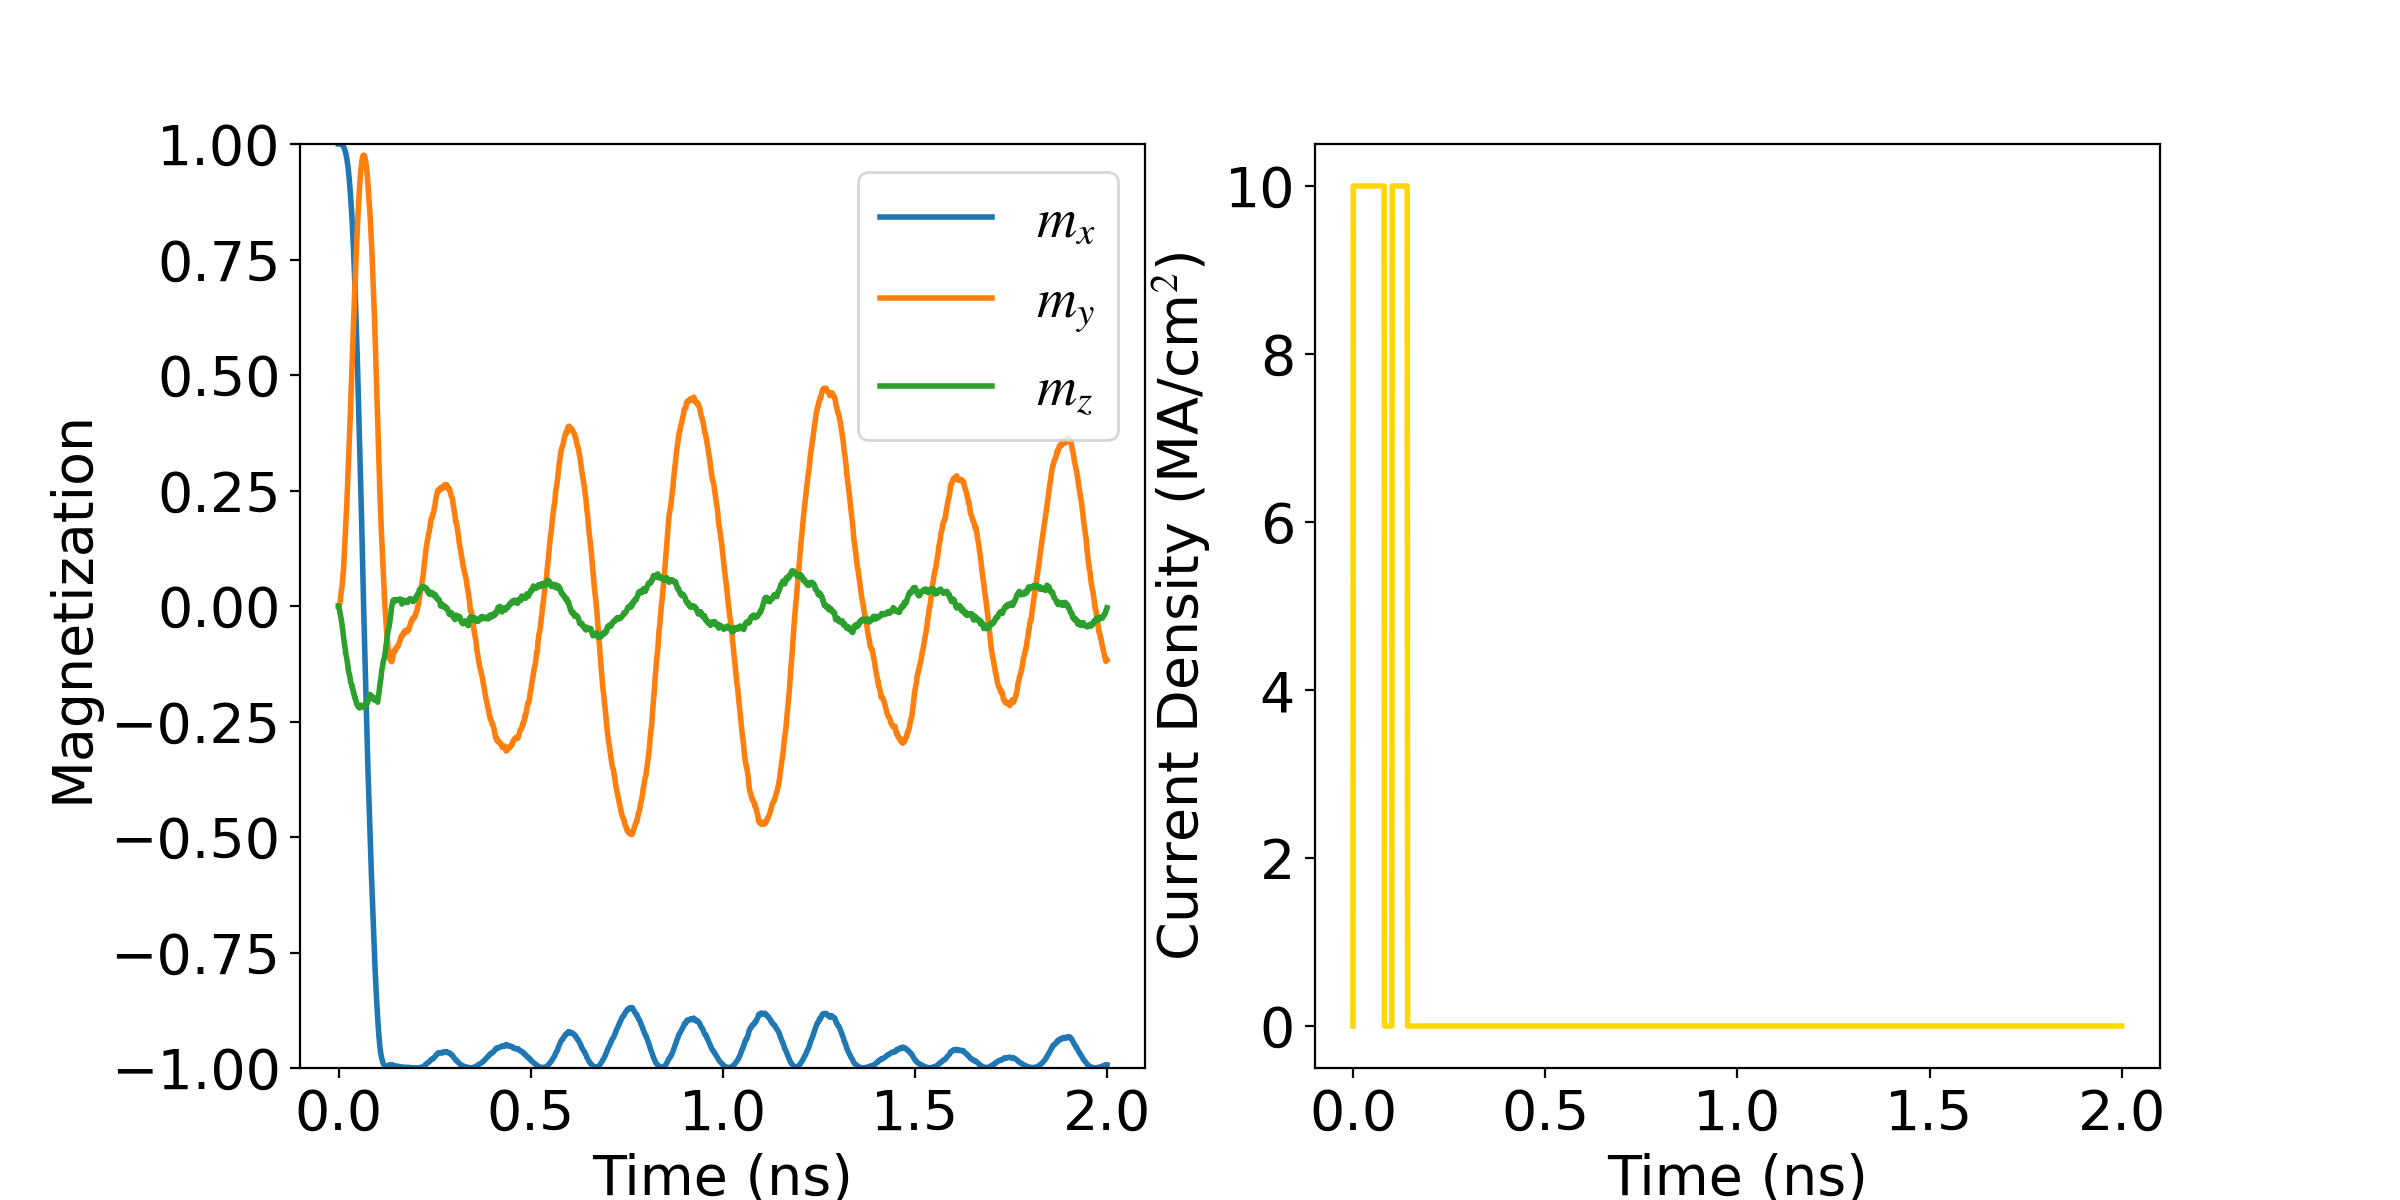 Magnetization
1.00
0.75
0.50
0.25
0.00
−0.25
−0.50
−0.75
−1.00
0.0 0.5 1.0 1.5 2.0
Time (ns)
m_x
m_y
m_z
Current Density (MA/cm²)
10
8
6
4
2
0
0.0 0.5 1.0 1.5 2.0
Time (ns)